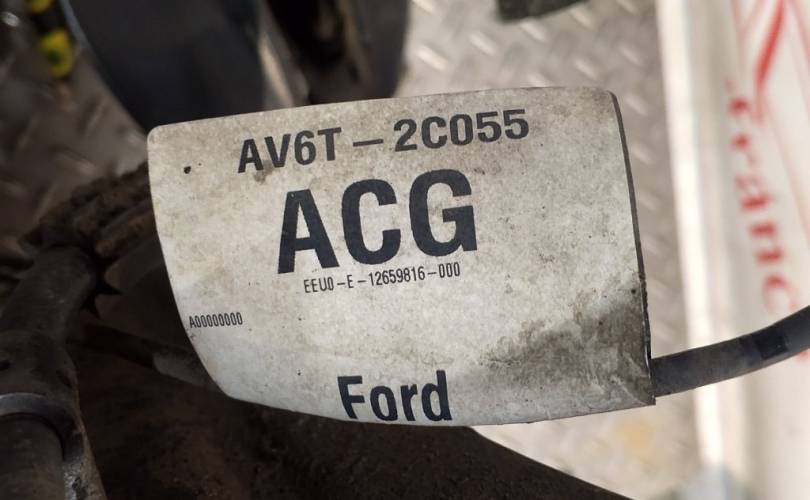 AV6T-2C055
ACG
EEU0-E-12659816-000
A00000000
Ford